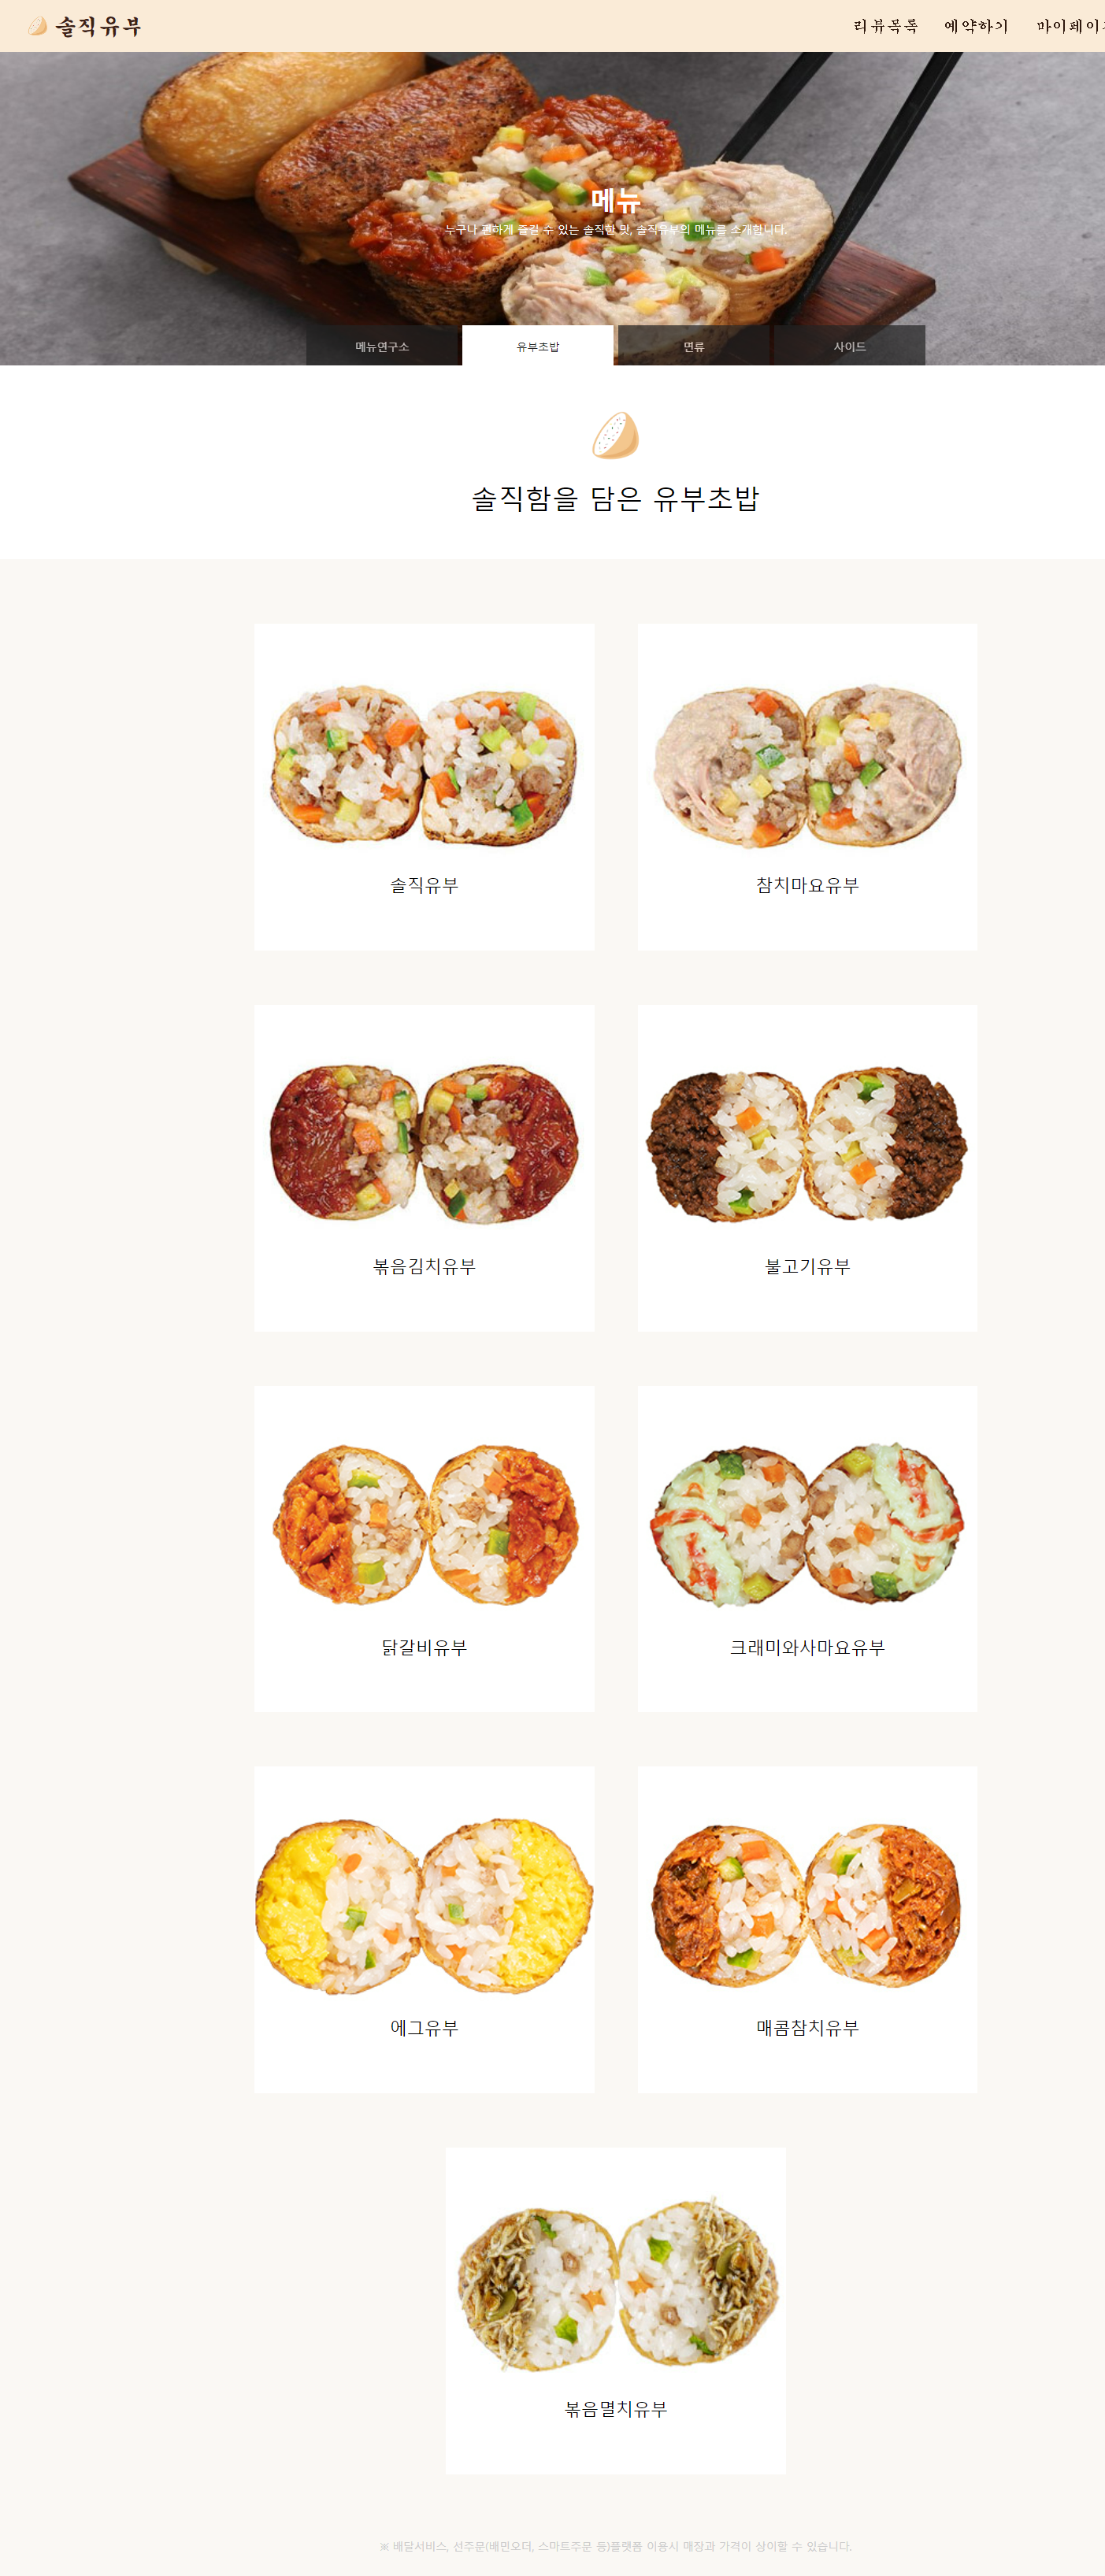 솔직유부
리뷰목록 예약하기 마이페이지
메뉴
누구나 편하게 즐길 수 있는 솔직한 맛, 솔직유부의 메뉴를 소개합니다.
메뉴연구소 유부초밥 면류 사이드
솔직함을 담은 유부초밥
솔직유부 참치마요유부
볶음김치유부 불고기유부
닭갈비유부 크래미와사마요유부
에그유부 매콤참치유부
볶음멸치유부
※ 배달서비스, 선주문(배민오더, 스마트주문 등)플랫폼 이용시 매장과 가격이 상이할 수 있습니다.